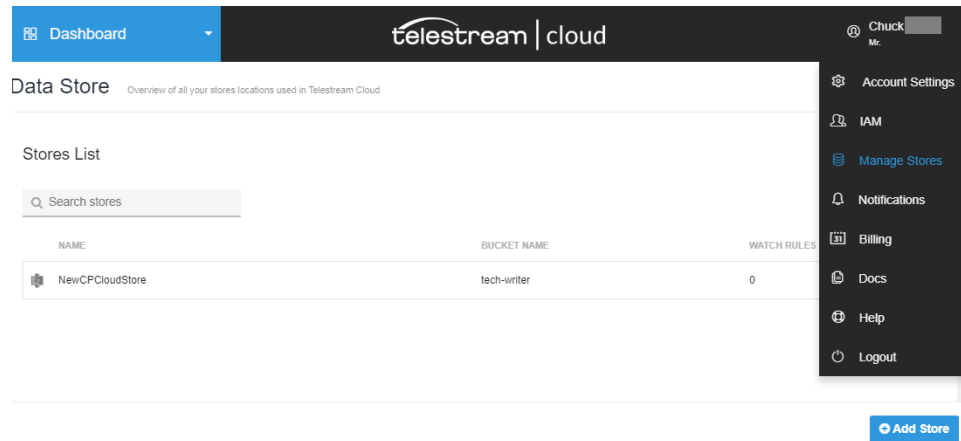 Dashboard
telestream | cloud
Chuck
Mr.
Data Store
Overview of all your stores locations used in Telestream Cloud
Account Settings
IAM
Stores List
Manage Stores
Search stores
Notifications
NAME
BUCKET NAME
WATCH RULES
31
Billing
NewCPCloudStore
tech-writer
0
Docs
Help
Logout
Add Store